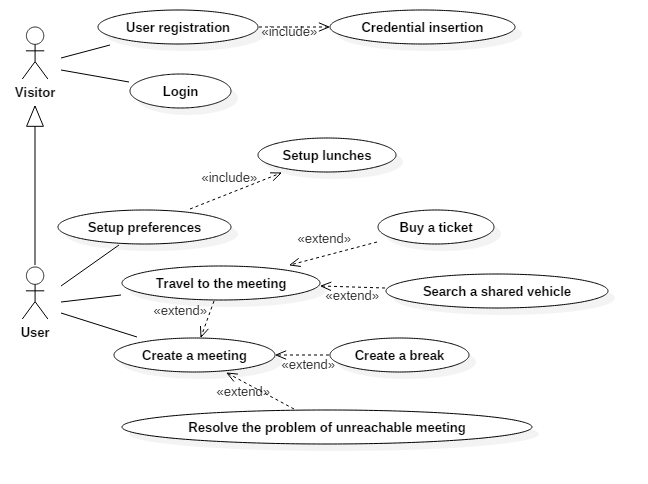 User registration
«include»
Credential insertion
Visitor
Login
Setup lunches
«include»
Setup preferences
Buy a ticket
«extend»
Travel to the meeting
Search a shared vehicle
«extend»
«extend»
User
Create a meeting
Create a break
«extend»
«extend»
Resolve the problem of unreachable meeting